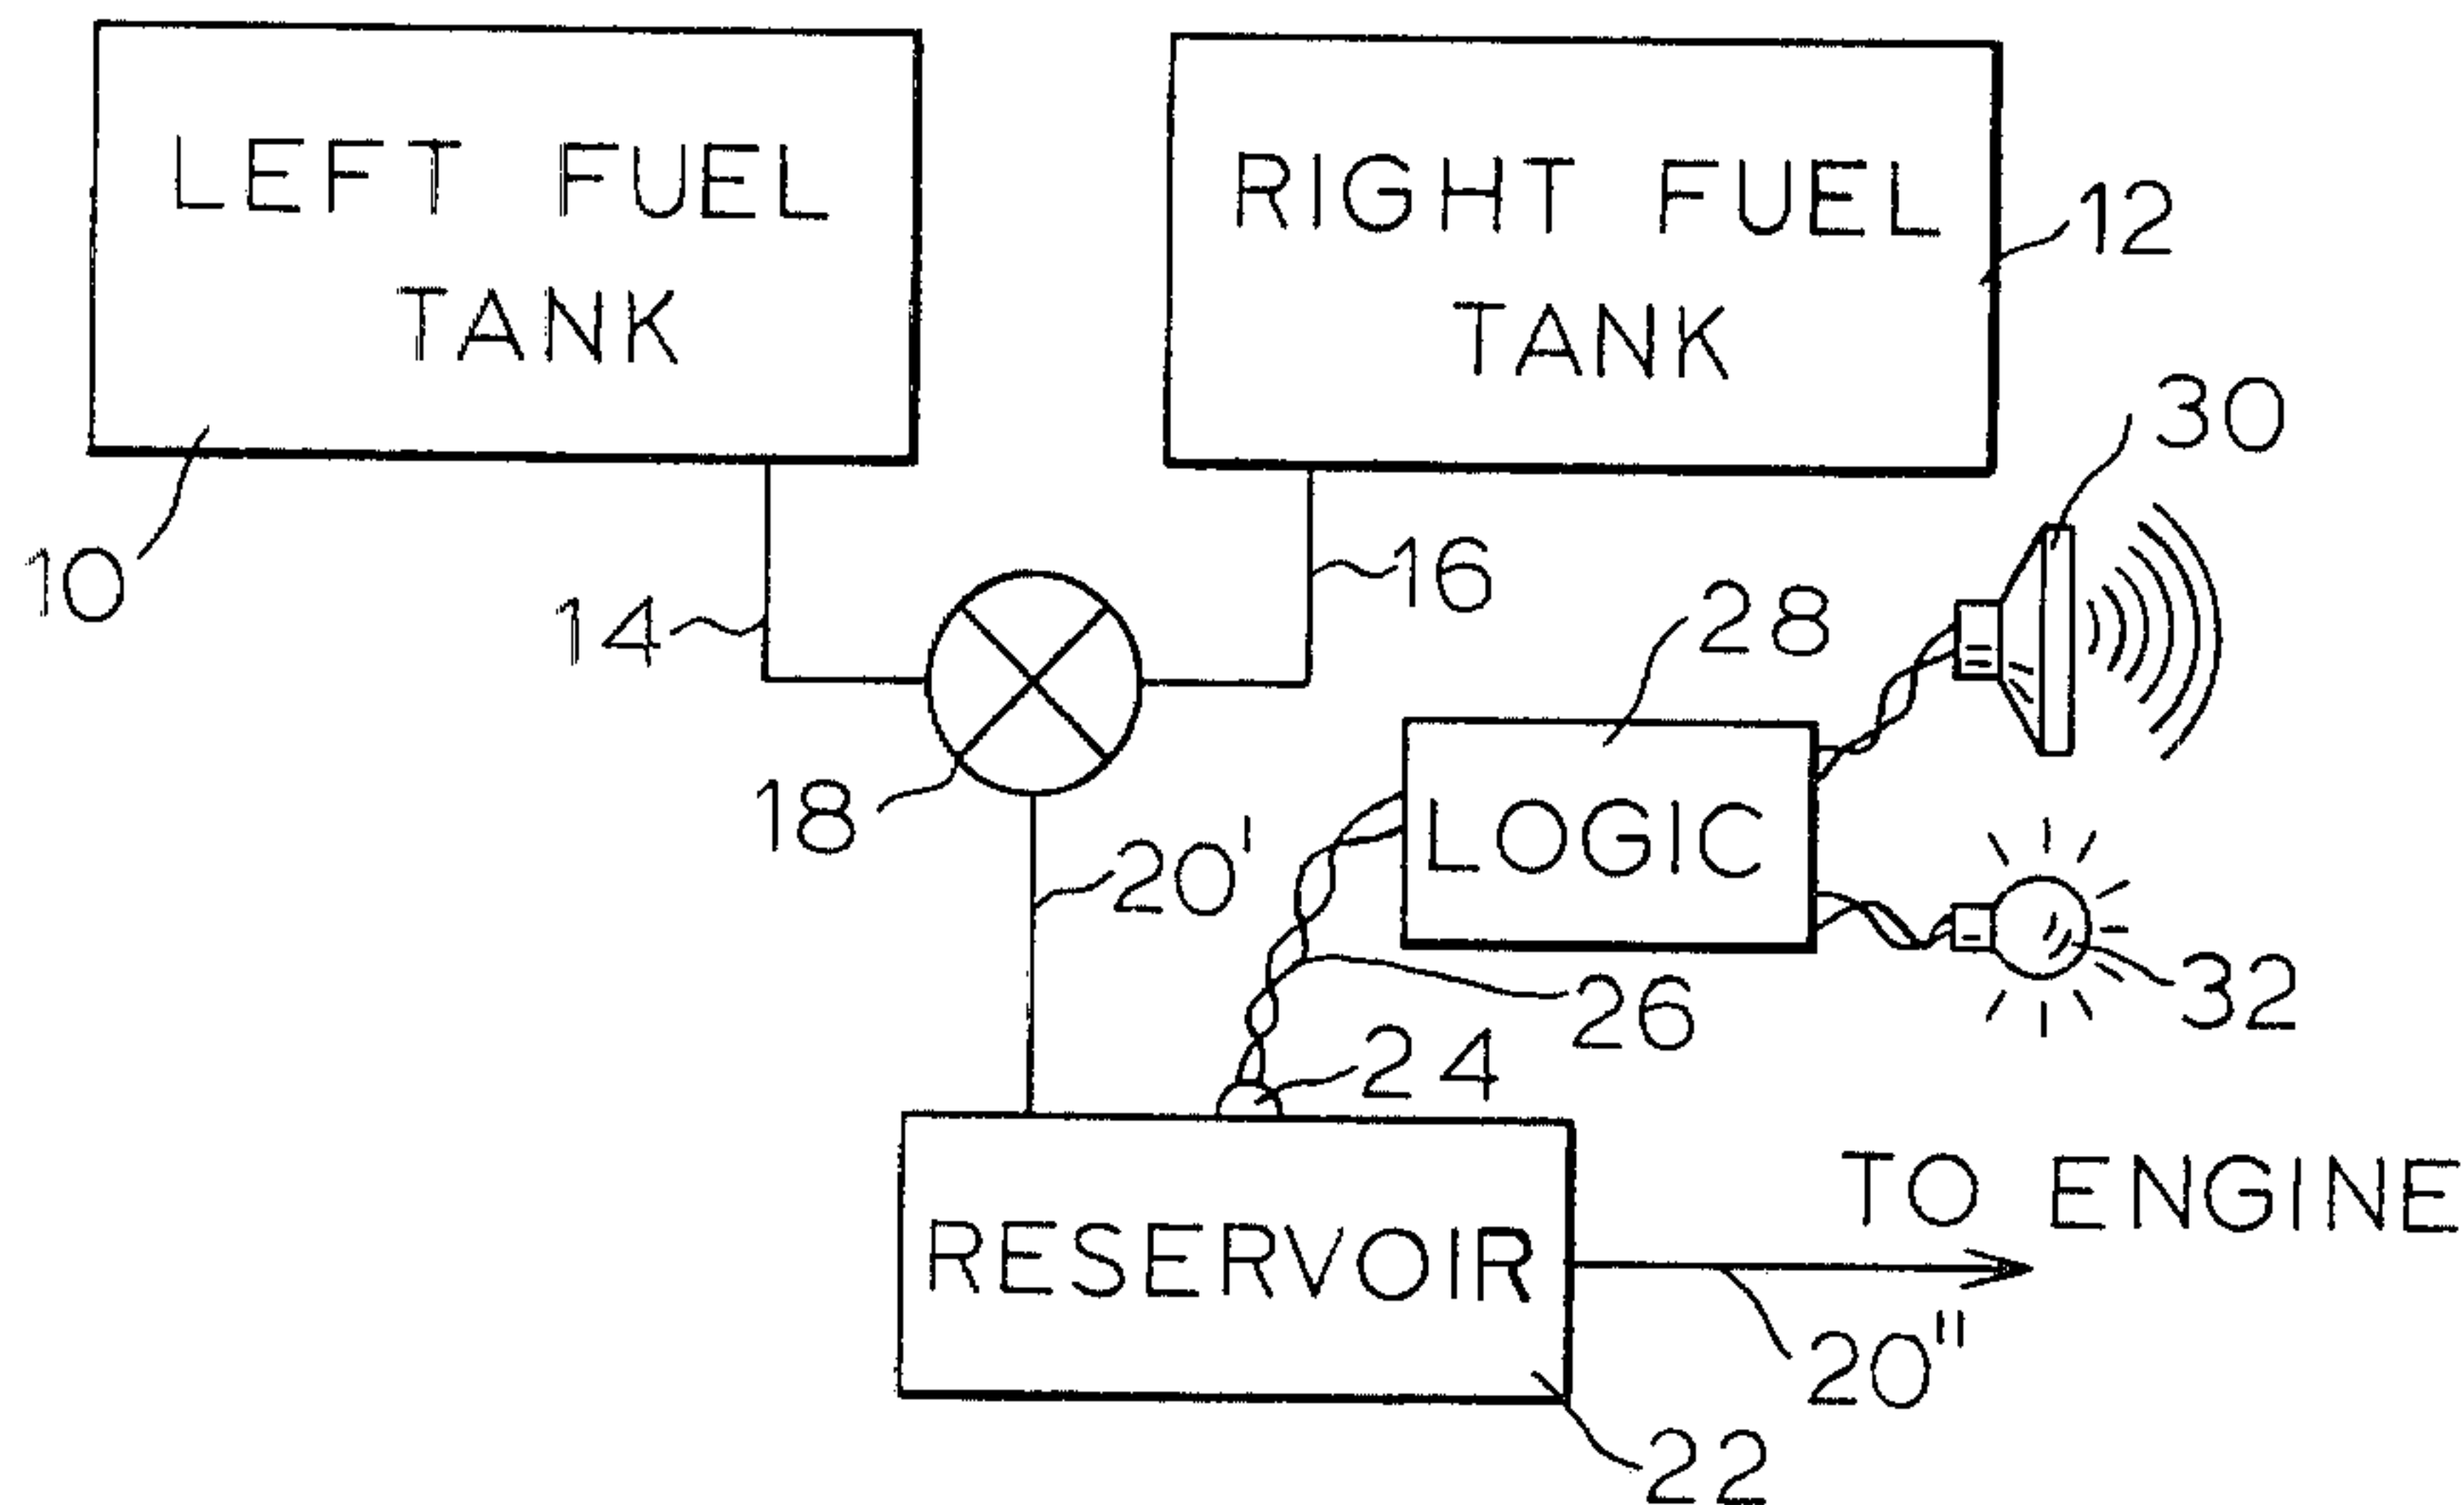 LEFT FUEL
TANK
RIGHT FUEL
TANK
12
30
10
14
16
28
18
20'
LOGIC
32
26
24
TO ENGINE
RESERVOIR
20"
22